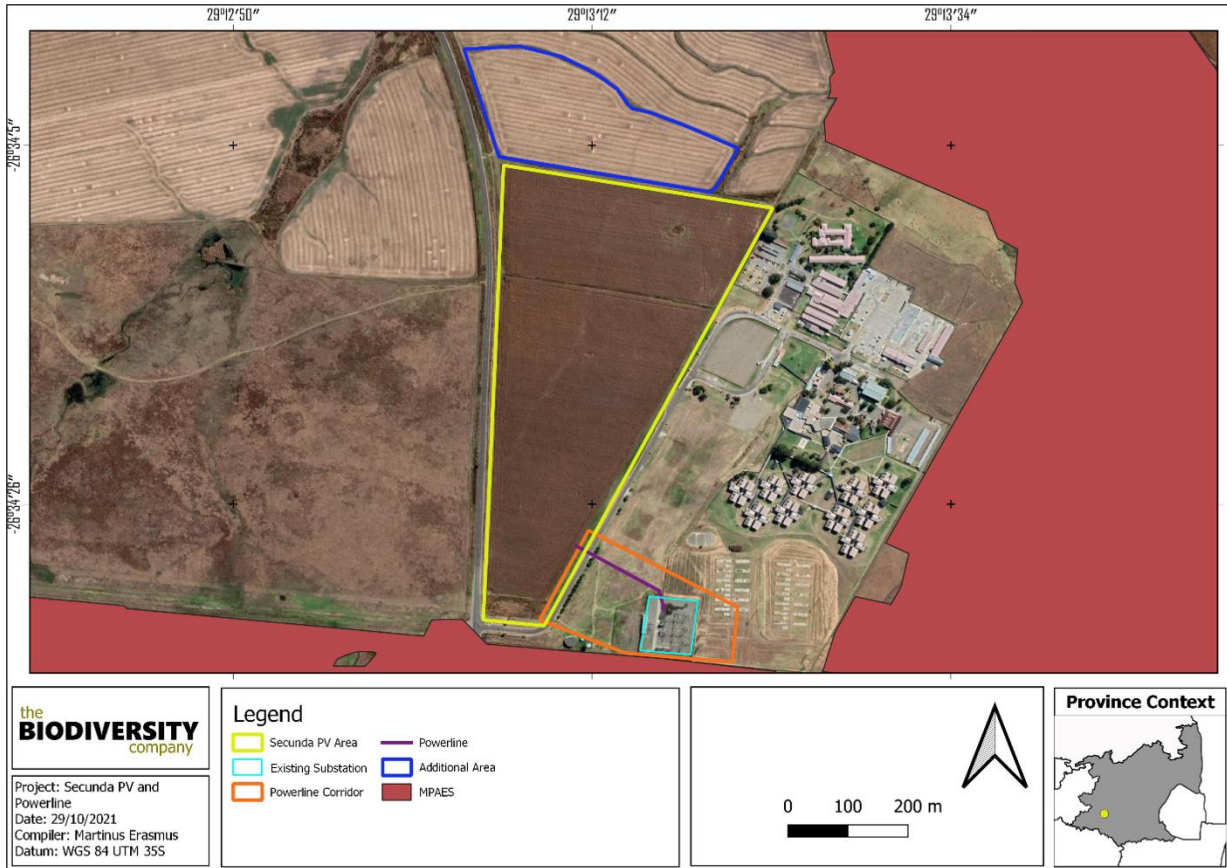 29°12′50″ 29°13′12″ 29°13′34″
-26°34′5″
-26°34′26″
the
BIODIVERSITY
company
Project: Secunda PV and
Powerline
Date: 29/10/2021
Compiler: Martinus Erasmus
Datum: WGS 84 UTM 35S
Legend
Secunda PV Area
Existing Substation
Powerline Corridor
Powerline
Additional Area
MPAES
0 100 200 m
Province Context